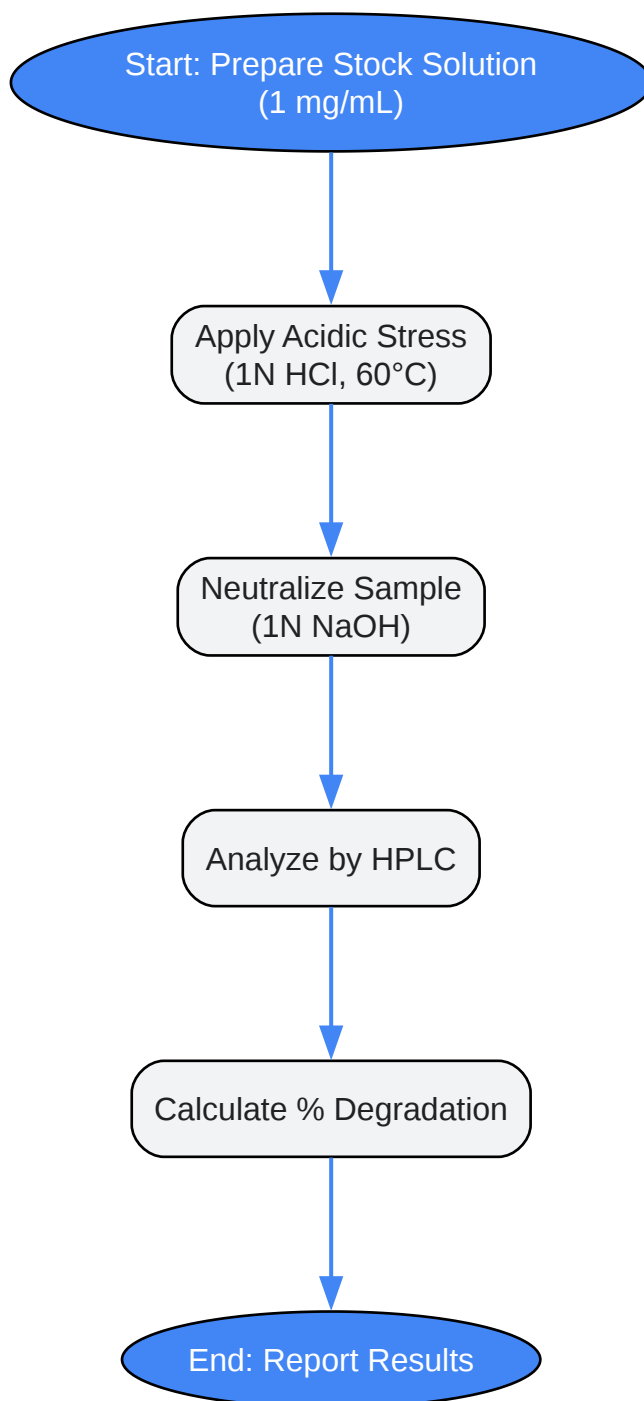 Start: Prepare Stock Solution
(1 mg/mL)
Apply Acidic Stress
(1N HCl, 60°C)
Neutralize Sample
(1N NaOH)
Analyze by HPLC
Calculate % Degradation
End: Report Results